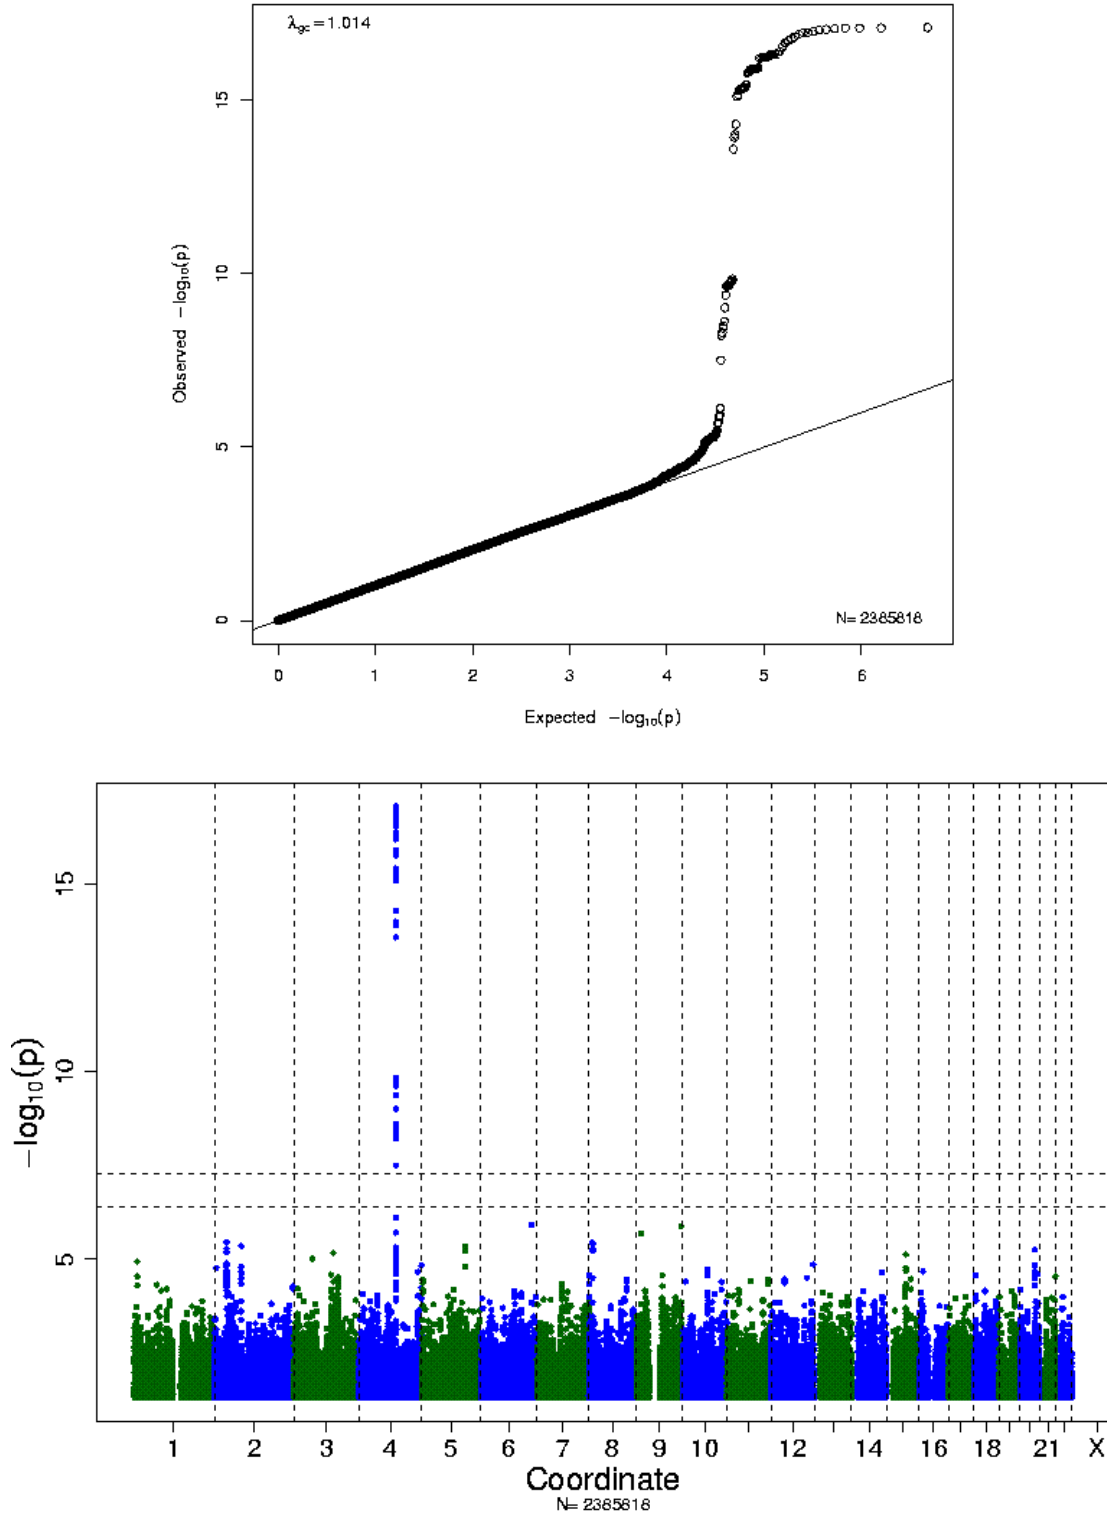 λgc = 1.014
15
10
5
0
Observed −log10(p)
N= 2385818
0 1 2 3 4 5 6
Expected −log10(p)
15
10
5
−log10(p)
1 2 3 4 5 6 7 8 9 10 12 14 16 18 21 X
Coordinate
N= 2385818